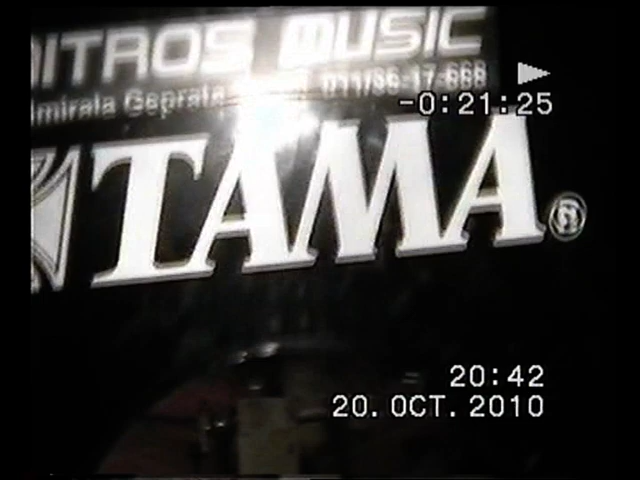 MITROS MUSIC
Admirala Geprata 011/36-17-668
-0:21:25
TAMA®
20:42
20. OCT. 2010